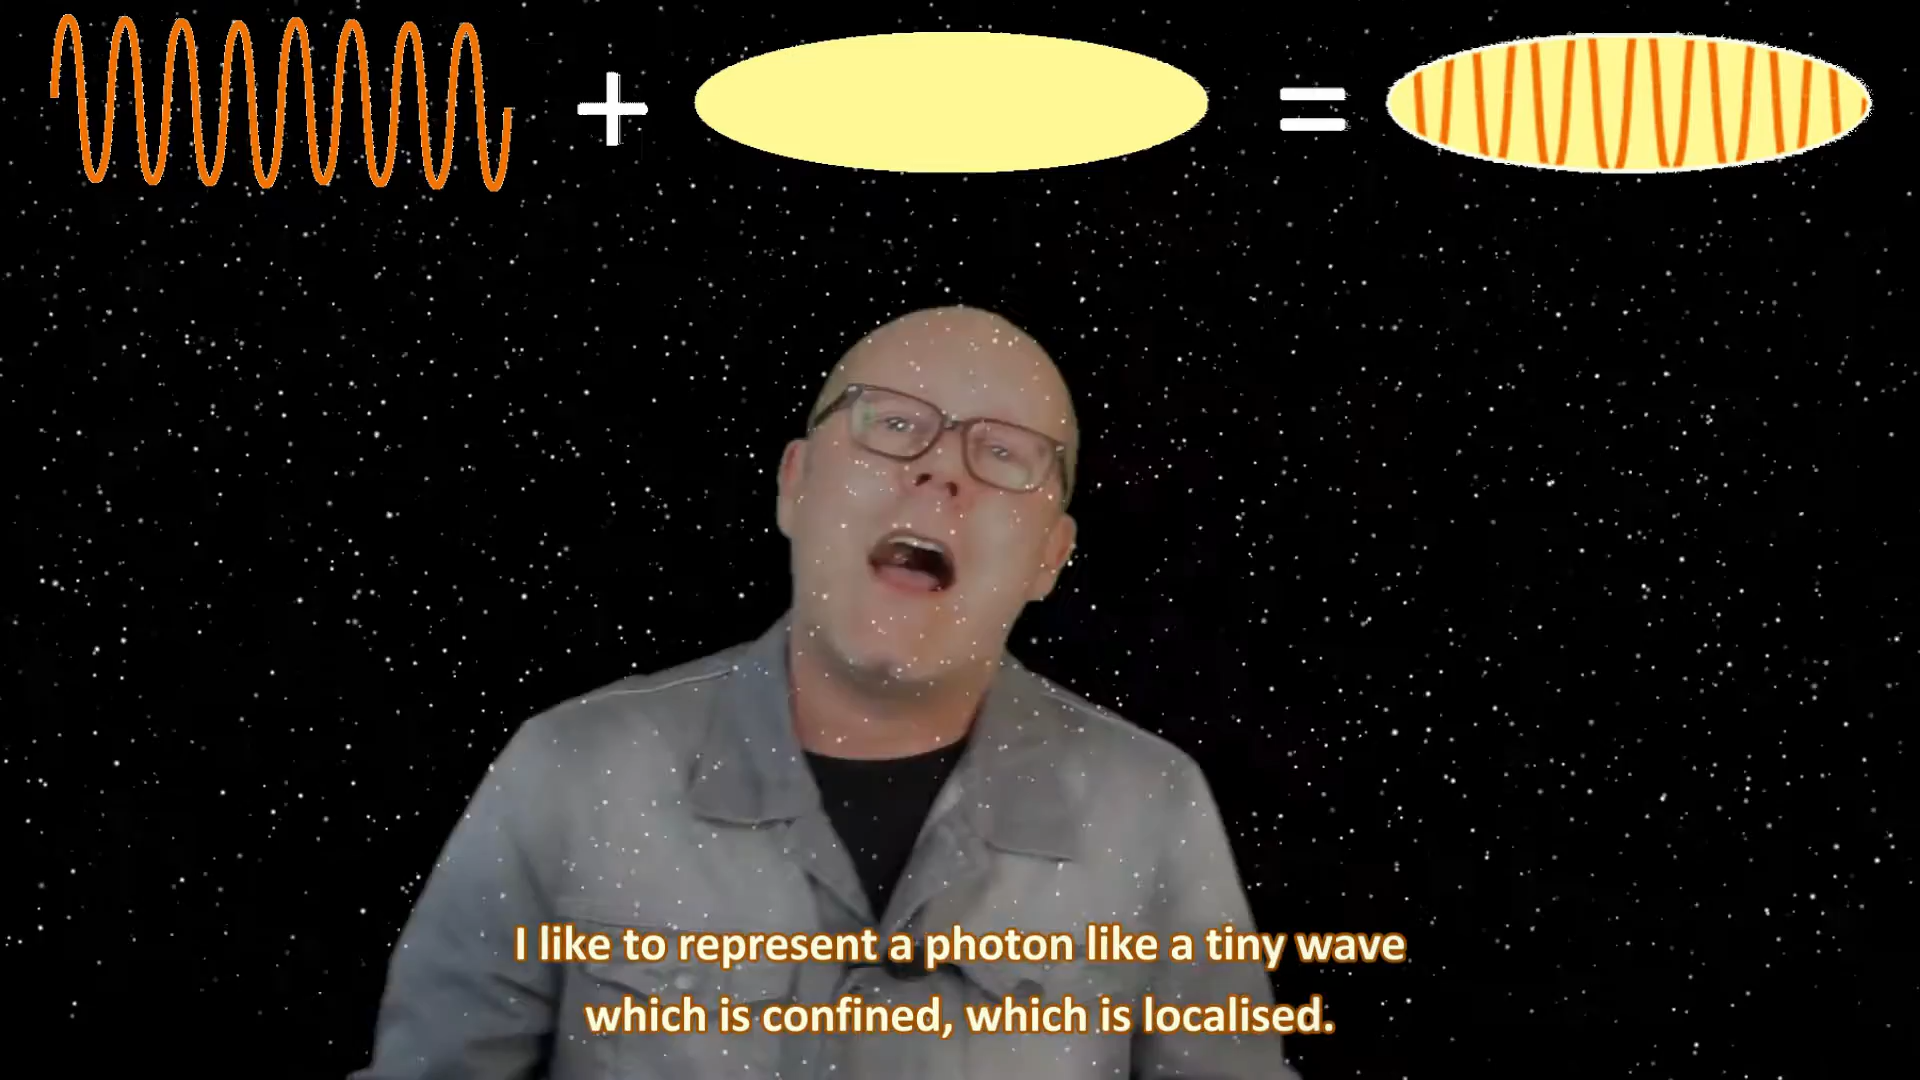 + =
I like to represent a photon like a tiny wave
which is confined, which is localised.